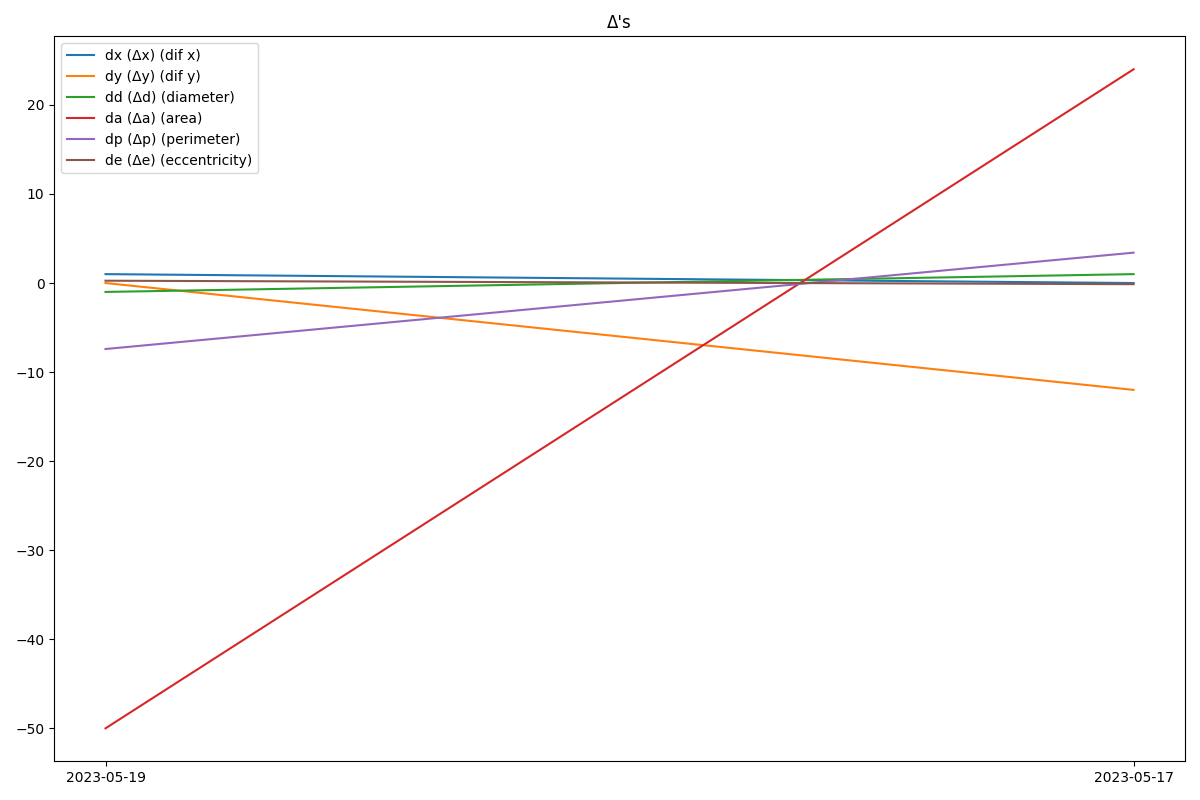 Δ's
dx (Δx) (dif x)
dy (Δy) (dif y)
dd (Δd) (diameter)
da (Δa) (area)
dp (Δp) (perimeter)
de (Δe) (eccentricity)
20
10
0
−10
−20
−30
−40
−50
2023-05-19 2023-05-17